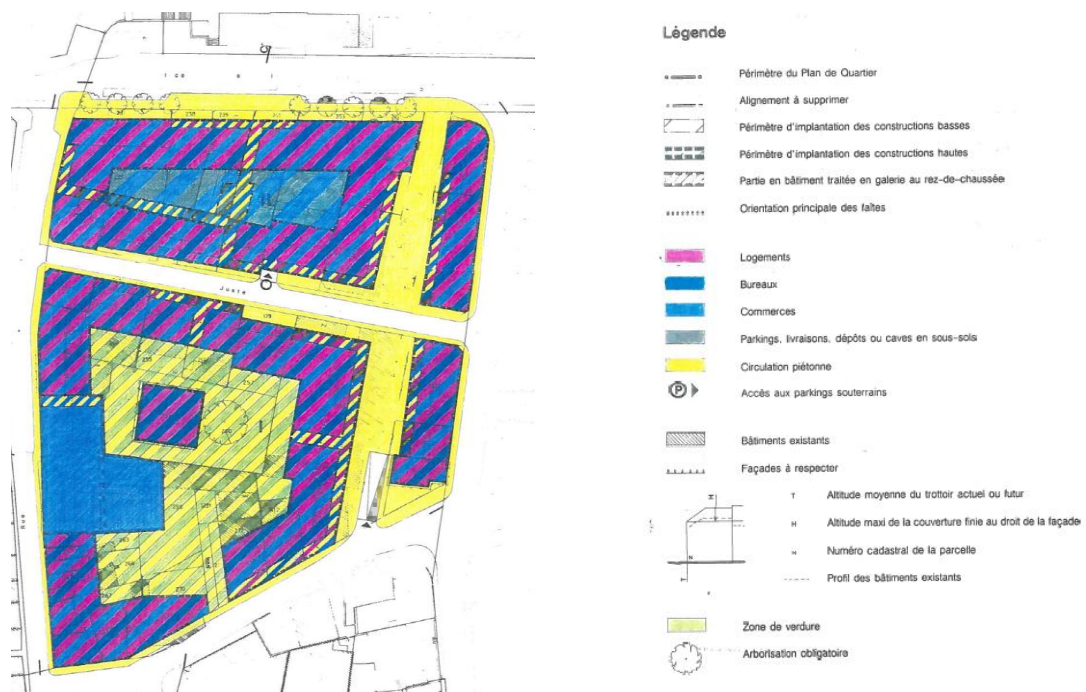 Légende
Périmètre du Plan de Quartier
Alignement à supprimer
Périmètre d'implantation des constructions basses
Périmètre d'implantation des constructions hautes
Partie en bâtiment traitée en galerie au rez-de-chaussée
Orientation principale des faîtes
Logements
Bureaux
Commerces
Parkings, livraisons, dépôts ou caves en sous-sols
Circulation piétonne
P Accès aux parkings souterrains
Bâtiments existants
Façades à respecter
T Altitude moyenne du trottoir actuel ou futur
H Altitude maxi de la couverture finie au droit de la façade
N Numéro cadastral de la parcelle
Profil des bâtiments existants
Zone de verdure
Arborisation obligatoire
Juste
257
Rue